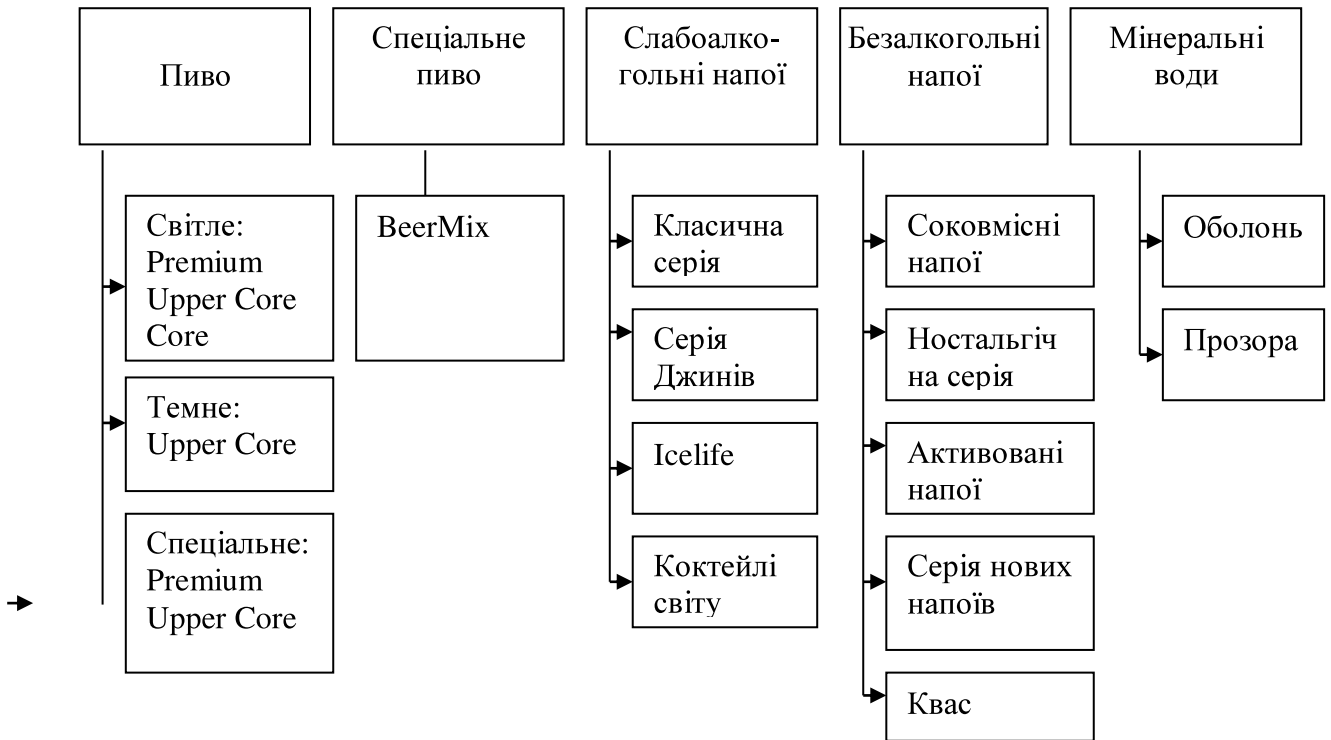 Пиво
Спеціальне
пиво
Слабоалко-
гольні напої
Безалкогольні
напої
Мінеральні
води
Світле:
Premium
Upper Core
Core
Темне:
Upper Core
Спеціальне:
Premium
Upper Core
BeerMix
Класична
серія
Серія
Джинів
Icelife
Коктейлі
світу
Соковмісні
напої
Ностальгіч
на серія
Активовані
напої
Серія нових
напоїв
Квас
Оболонь
Прозора